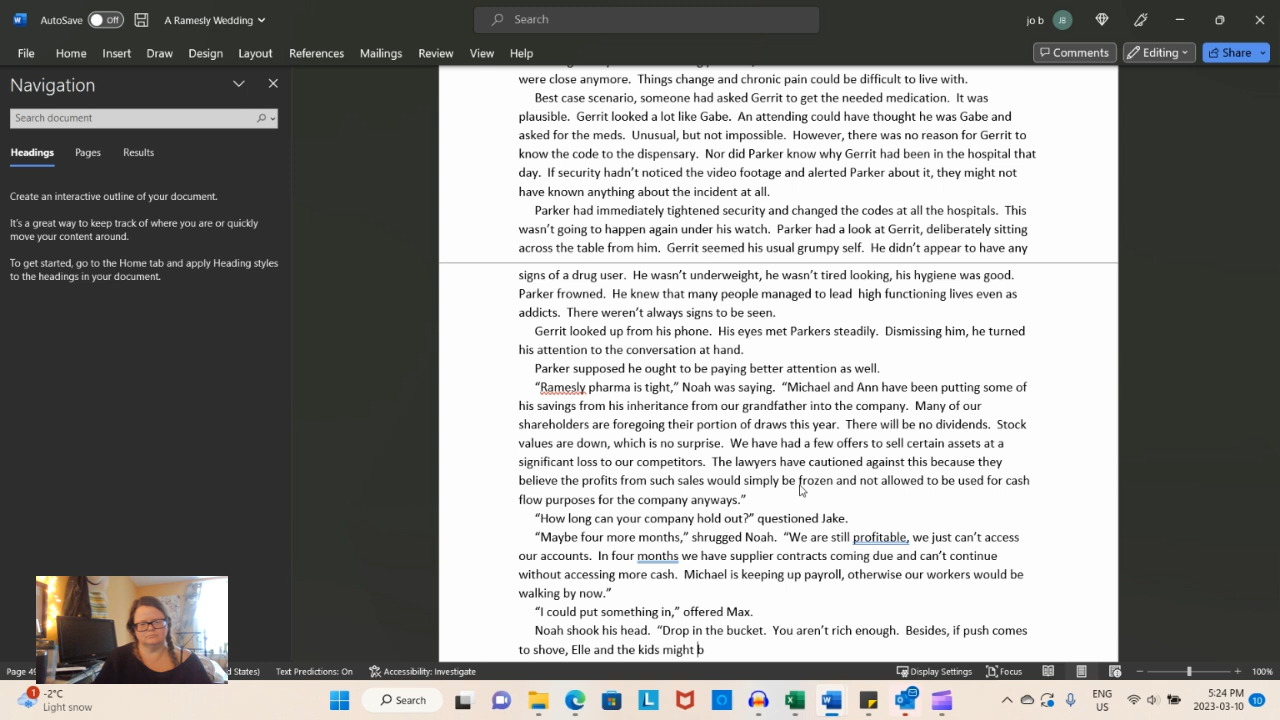 AutoSave Off A Ramesly Wedding Search jo b JB
File Home Insert Draw Design Layout References Mailings Review View Help Comments Editing Share
Navigation
Search document
Headings Pages Results
Create an interactive outline of your document.
It's a great way to keep track of where you are or quickly
move your content around.
To get started, go to the Home tab and apply Heading styles
to the headings in your document.
were close anymore. Things change and chronic pain could be difficult to live with.
Best case scenario, someone had asked Gerrit to get the needed medication. It was
plausible. Gerrit looked a lot like Gabe. An attending could have thought he was Gabe and
asked for the meds. Unusual, but not impossible. However, there was no reason for Gerrit to
know the code to the dispensary. Nor did Parker know why Gerrit had been in the hospital that
day. If security hadn't noticed the video footage and alerted Parker about it, they might not
have known anything about the incident at all.
Parker had immediately tightened security and changed the codes at all the hospitals. This
wasn't going to happen again under his watch. Parker had a look at Gerrit, deliberately sitting
across the table from him. Gerrit seemed his usual grumpy self. He didn't appear to have any
signs of a drug user. He wasn't underweight, he wasn't tired looking, his hygiene was good.
Parker frowned. He knew that many people managed to lead high functioning lives even as
addicts. There weren't always signs to be seen.
Gerrit looked up from his phone. His eyes met Parkers steadily. Dismissing him, he turned
his attention to the conversation at hand.
Parker supposed he ought to be paying better attention as well.
"Ramesly pharma is tight," Noah was saying. "Michael and Ann have been putting some of
his savings from his inheritance from our grandfather into the company. Many of our
shareholders are foregoing their portion of draws this year. There will be no dividends. Stock
values are down, which is no surprise. We have had a few offers to sell certain assets at a
significant loss to our competitors. The lawyers have cautioned against this because they
believe the profits from such sales would simply be frozen and not allowed to be used for cash
flow purposes for the company anyways."
"How long can your company hold out?" questioned Jake.
"Maybe four more months," shrugged Noah. "We are still profitable, we just can't access
our accounts. In four months we have supplier contracts coming due and can't continue
without accessing more cash. Michael is keeping up payroll, otherwise our workers would be
walking by now."
"I could put something in," offered Max.
Noah shook his head. "Drop in the bucket. You aren't rich enough. Besides, if push comes
to shove, Elle and the kids might b
Page 49 States) Text Predictions: On Accessibility: Investigate Display Settings Focus 100%
1 -2°C
Light snow
Search
ENG
US
5:24 PM
2023-03-10
10